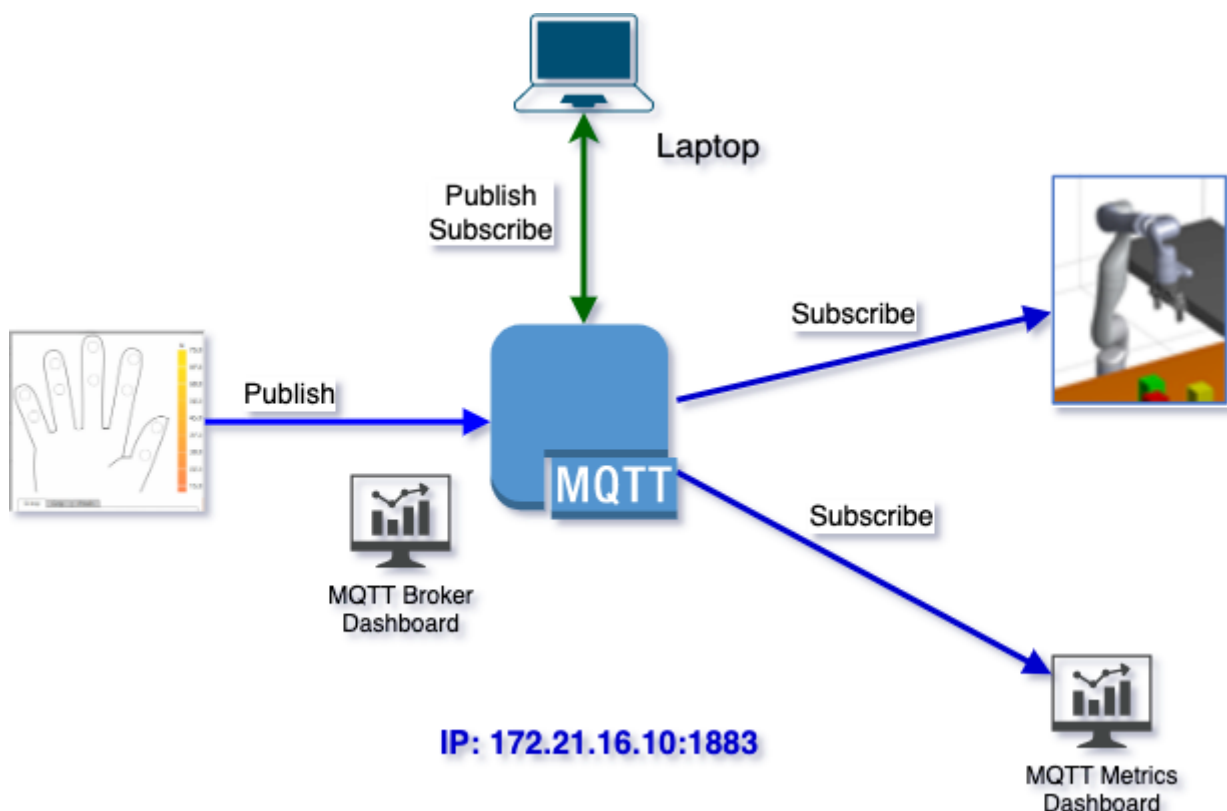 Laptop
Publish
Subscribe
Subscribe
Publish
MQTT
Subscribe
MQTT Broker
Dashboard
IP: 172.21.16.10:1883
MQTT Metrics
Dashboard